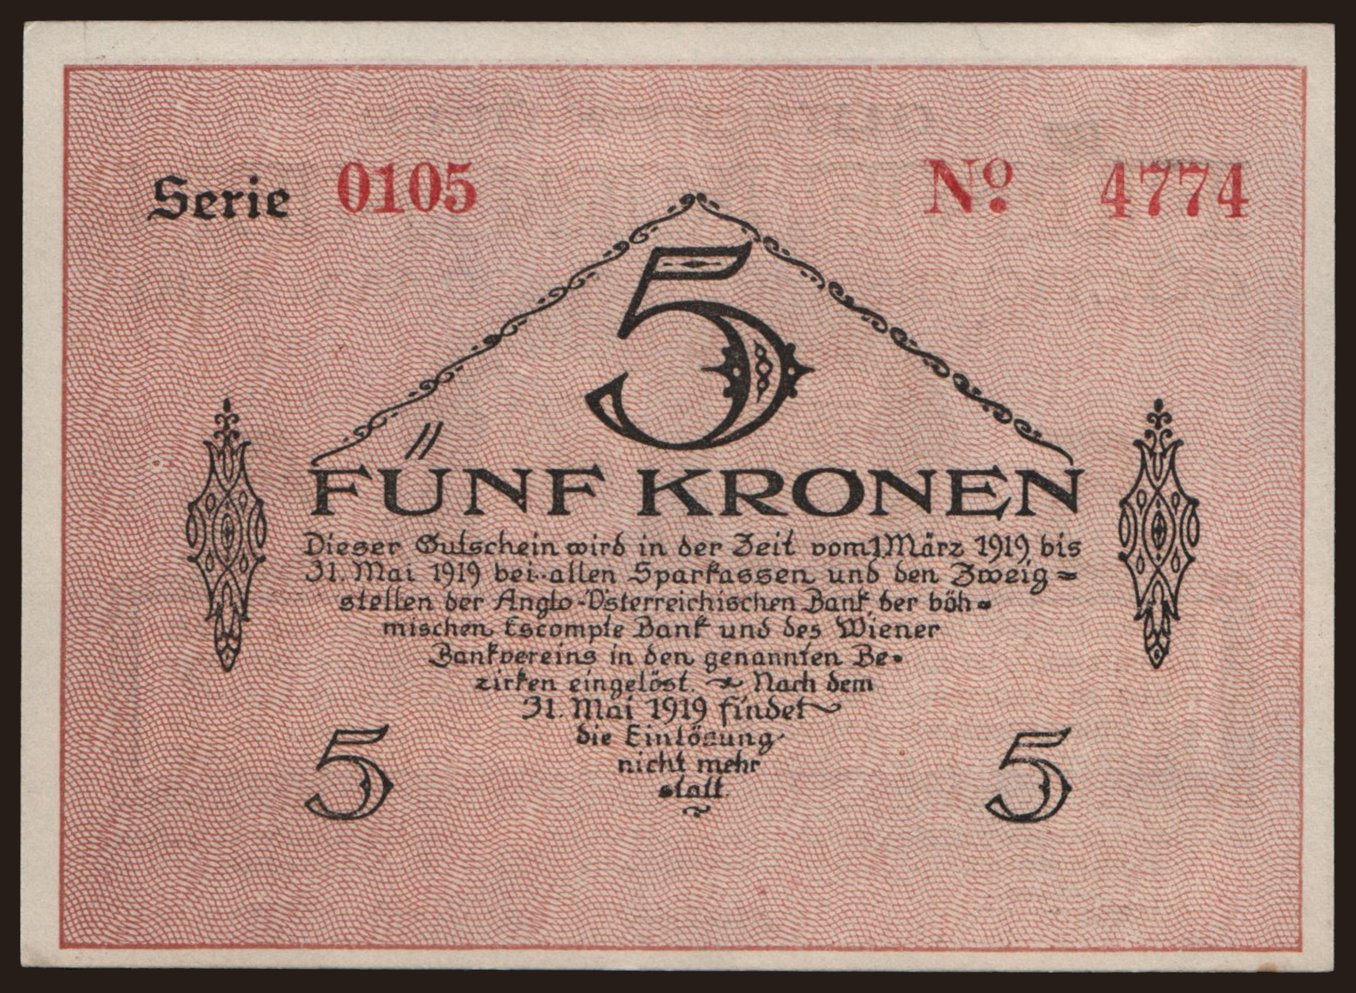 Serie 0105 Nº 4774
5
FÜNF KRONEN
Dieser Gutschein wird in der Zeit vom 1 März 1919 bis
31. Mai 1919 bei allen Sparkassen und den Zweig=
stellen der Anglo-Österreichischen Bank, der böh=
mischen Escompte Bank und des Wiener
Bankvereins in den genannten Be=
zirken eingelöst. Nach dem
31. Mai 1919 findet
die Einlösung
nicht mehr
statt.
5 5